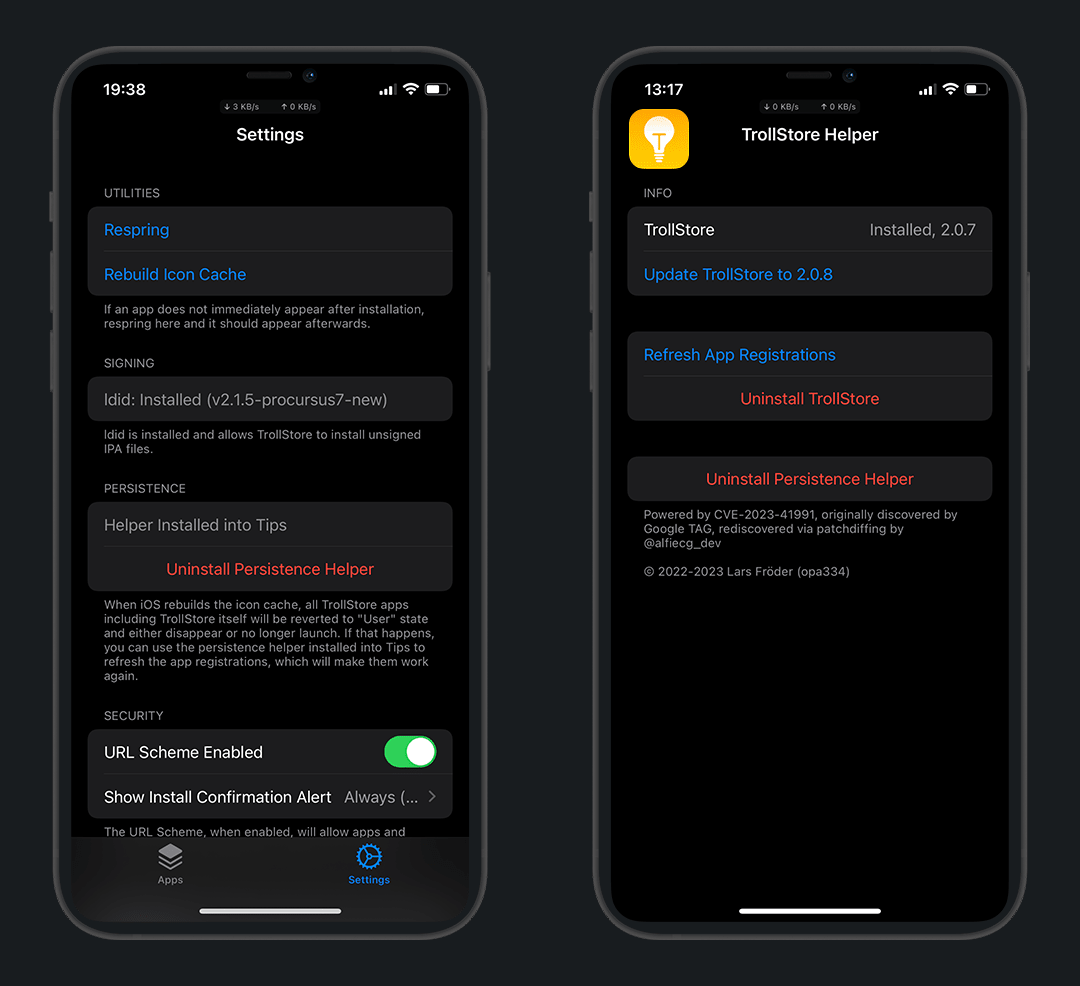 19:38
↓ 3 KB/s ↑ 0 KB/s
Settings
UTILITIES
Respring
Rebuild Icon Cache
If an app does not immediately appear after installation,
respring here and it should appear afterwards.
SIGNING
ldid: Installed (v2.1.5-procursus7-new)
ldid is installed and allows TrollStore to install unsigned
IPA files.
PERSISTENCE
Helper Installed into Tips
Uninstall Persistence Helper
When iOS rebuilds the icon cache, all TrollStore apps
including TrollStore itself will be reverted to "User" state
and either disappear or no longer launch. If that happens,
you can use the persistence helper installed into Tips to
refresh the app registrations, which will make them work
again.
SECURITY
URL Scheme Enabled
Show Install Confirmation Alert Always (...
The URL Scheme, when enabled, will allow apps and
Apps
Settings
13:17
↓ 0 KB/s ↑ 0 KB/s
T
TrollStore Helper
INFO
TrollStore Installed, 2.0.7
Update TrollStore to 2.0.8
Refresh App Registrations
Uninstall TrollStore
Uninstall Persistence Helper
Powered by CVE-2023-41991, originally discovered by
Google TAG, rediscovered via patchdiffing by
@alfiecg_dev
© 2022-2023 Lars Fröder (opa334)